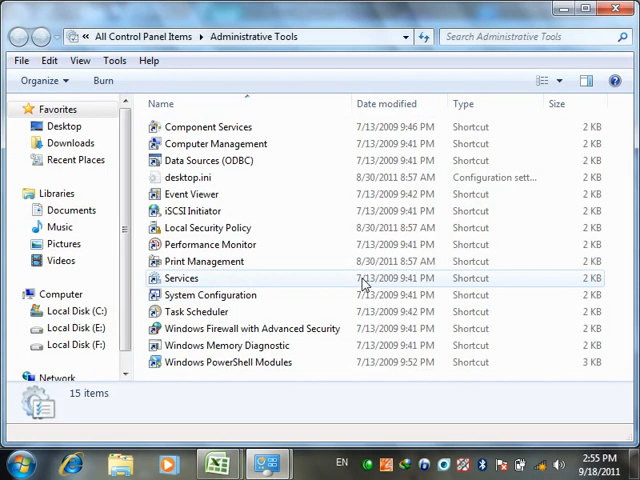 All Control Panel Items
Administrative Tools
Search Administrative Tools
File Edit View Tools Help
Organize Burn
Favorites
Desktop
Downloads
Recent Places
Libraries
Documents
Music
Pictures
Videos
Computer
Local Disk (C:)
Local Disk (E:)
Local Disk (F:)
Network
Name Date modified Type Size
Component Services 7/13/2009 9:46 PM Shortcut 2 KB
Computer Management 7/13/2009 9:41 PM Shortcut 2 KB
Data Sources (ODBC) 7/13/2009 9:41 PM Shortcut 2 KB
desktop.ini 8/30/2011 8:57 AM Configuration sett... 2 KB
Event Viewer 7/13/2009 9:42 PM Shortcut 2 KB
iSCSI Initiator 7/13/2009 9:41 PM Shortcut 2 KB
Local Security Policy 8/30/2011 8:57 AM Shortcut 2 KB
Performance Monitor 7/13/2009 9:41 PM Shortcut 2 KB
Print Management 8/30/2011 8:57 AM Shortcut 2 KB
Services 7/13/2009 9:41 PM Shortcut 2 KB
System Configuration 7/13/2009 9:41 PM Shortcut 2 KB
Task Scheduler 7/13/2009 9:42 PM Shortcut 2 KB
Windows Firewall with Advanced Security 7/13/2009 9:41 PM Shortcut 2 KB
Windows Memory Diagnostic 7/13/2009 9:41 PM Shortcut 2 KB
Windows PowerShell Modules 7/13/2009 9:52 PM Shortcut 3 KB
15 items
EN
2:55 PM
9/18/2011